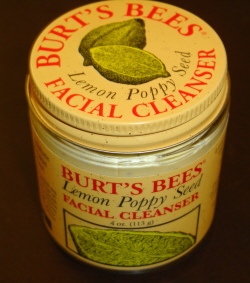 BURT'S BEES®
Lemon Poppy Seed
FACIAL CLEANSER
BURT'S BEES®
Lemon Poppy Seed
FACIAL CLEANSER
4 oz. (113 g)